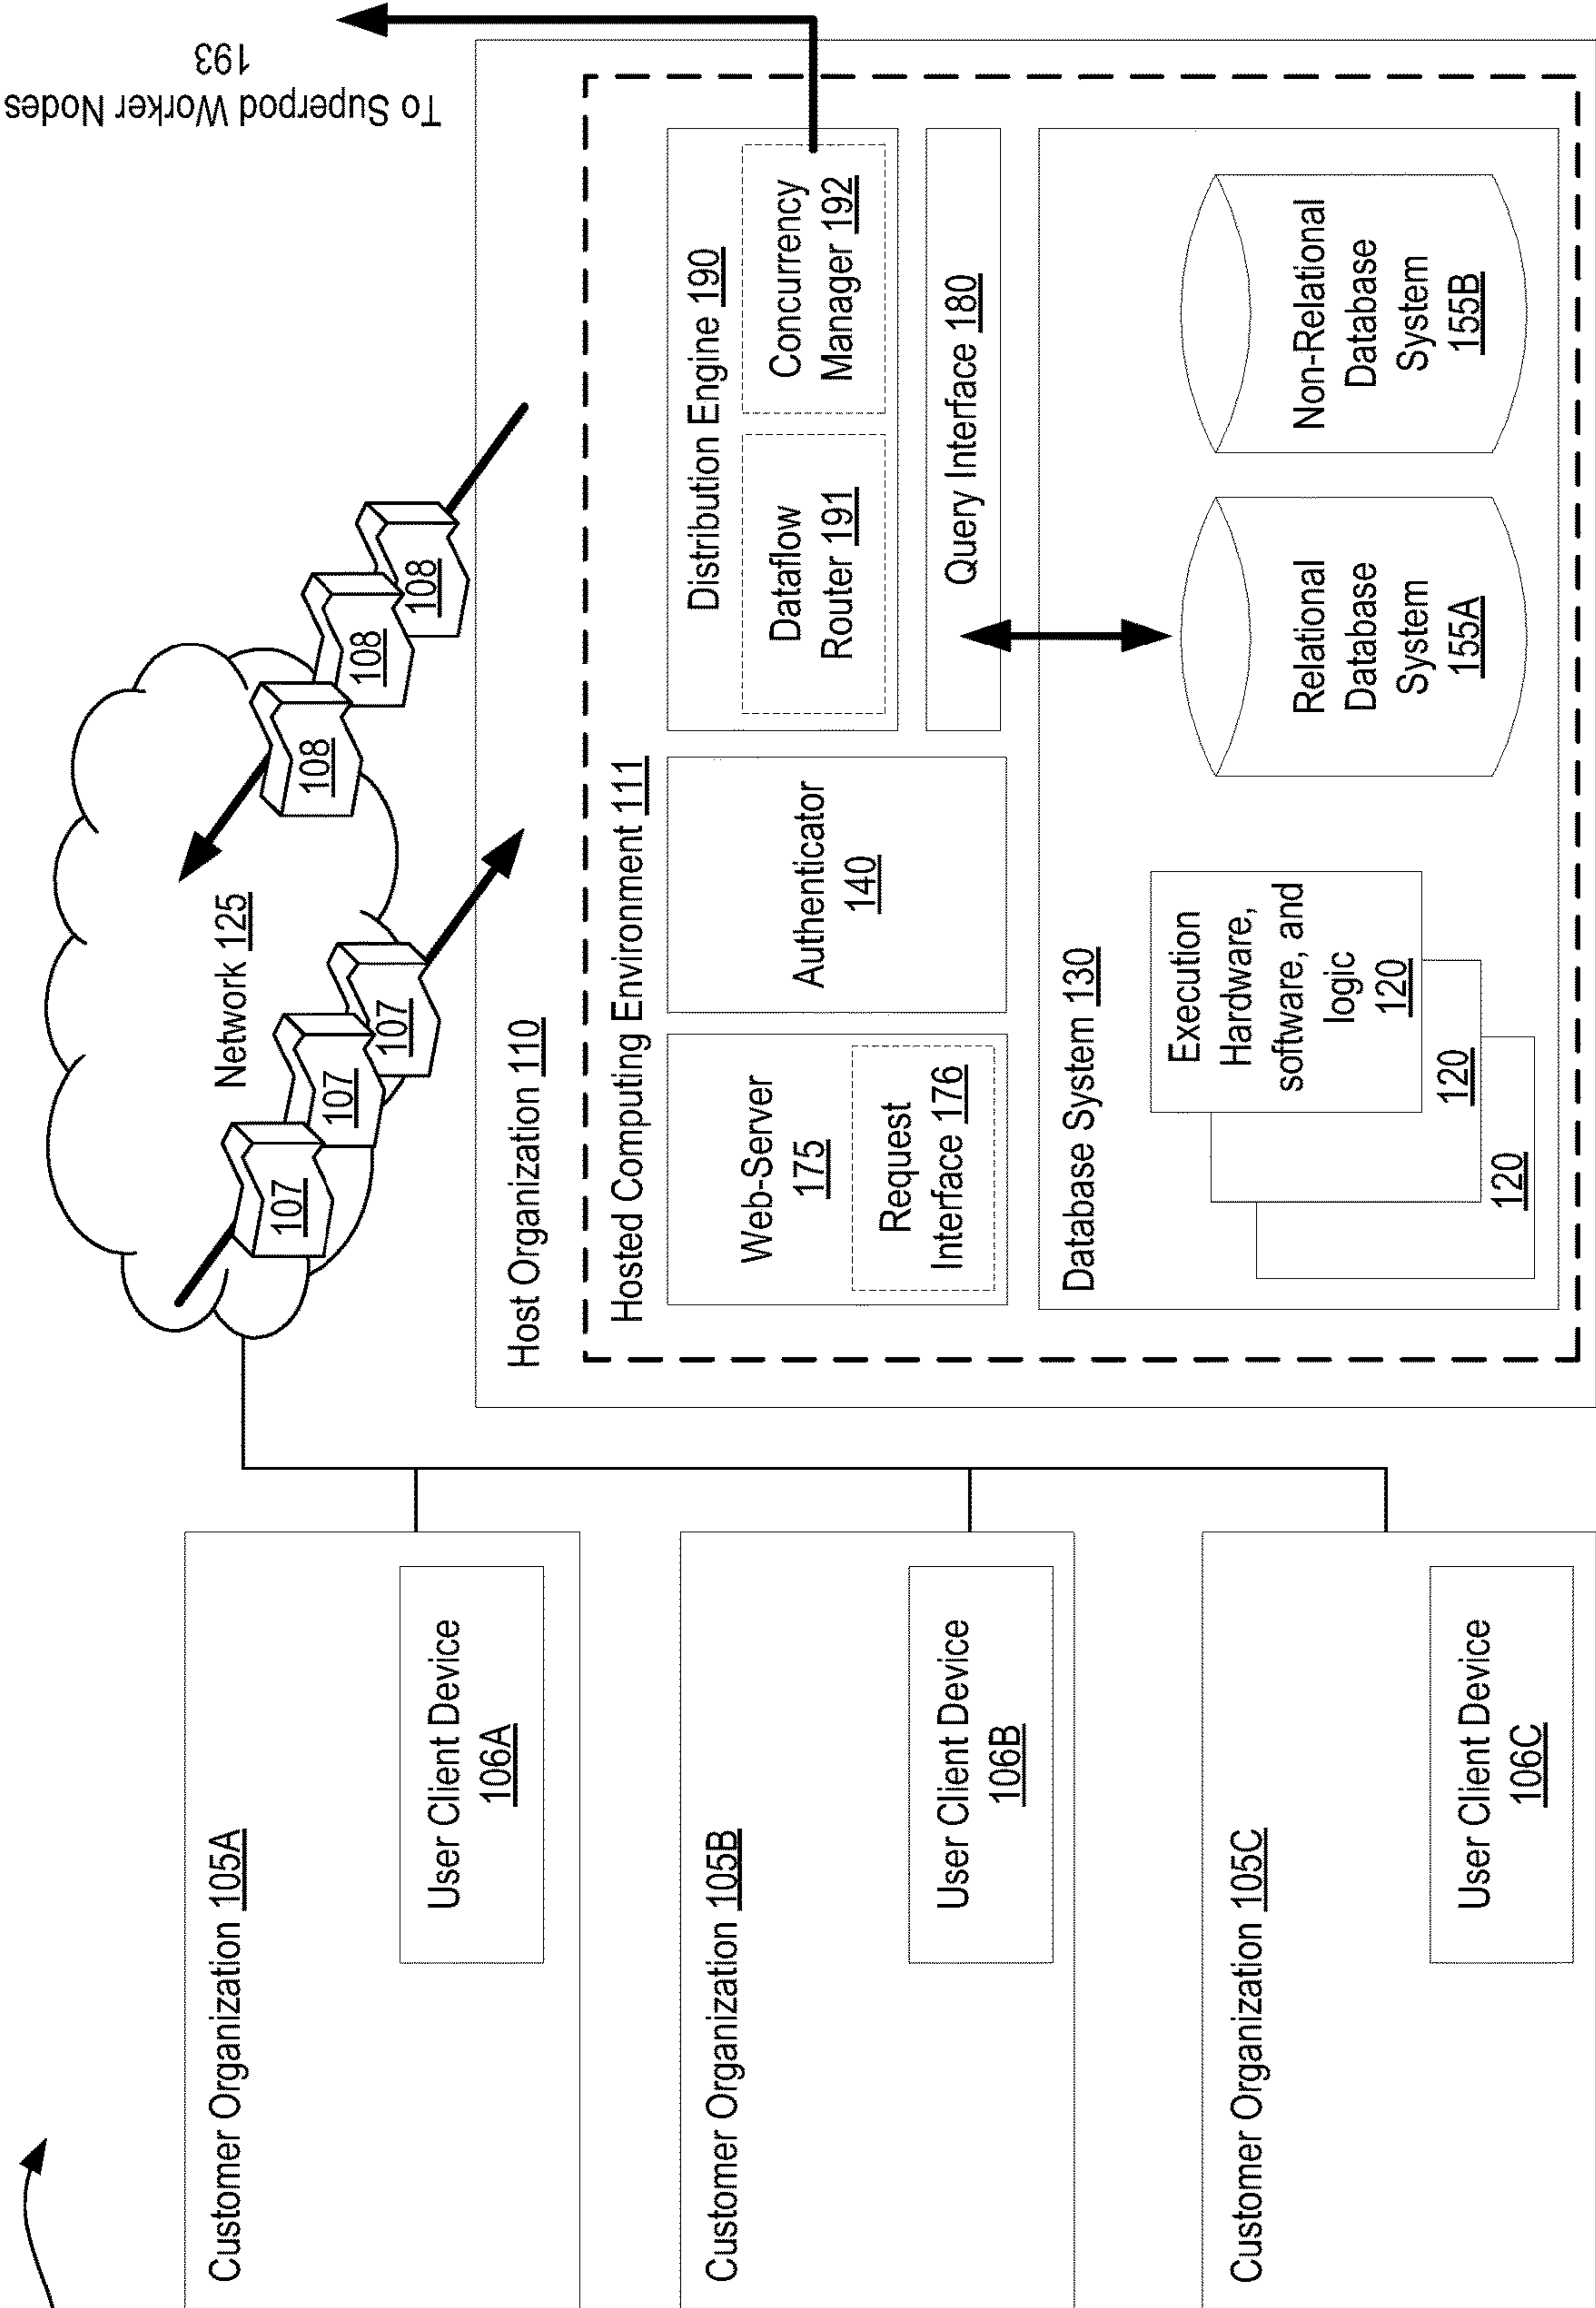 Customer Organization 105A
User Client Device
106A
Customer Organization 105B
User Client Device
106B
Customer Organization 105C
User Client Device
106C
Network 125
107
107
107
108
108
108
To Superpod Worker Nodes
193
Host Organization 110
Hosted Computing Environment 111
Web-Server
175
Request
Interface 176
Authenticator
140
Distribution Engine 190
Dataflow
Router 191
Concurrency
Manager 192
Query Interface 180
Database System 130
Execution
Hardware,
software, and
logic
120
120
120
Relational
Database
System
155A
Non-Relational
Database
System
155B